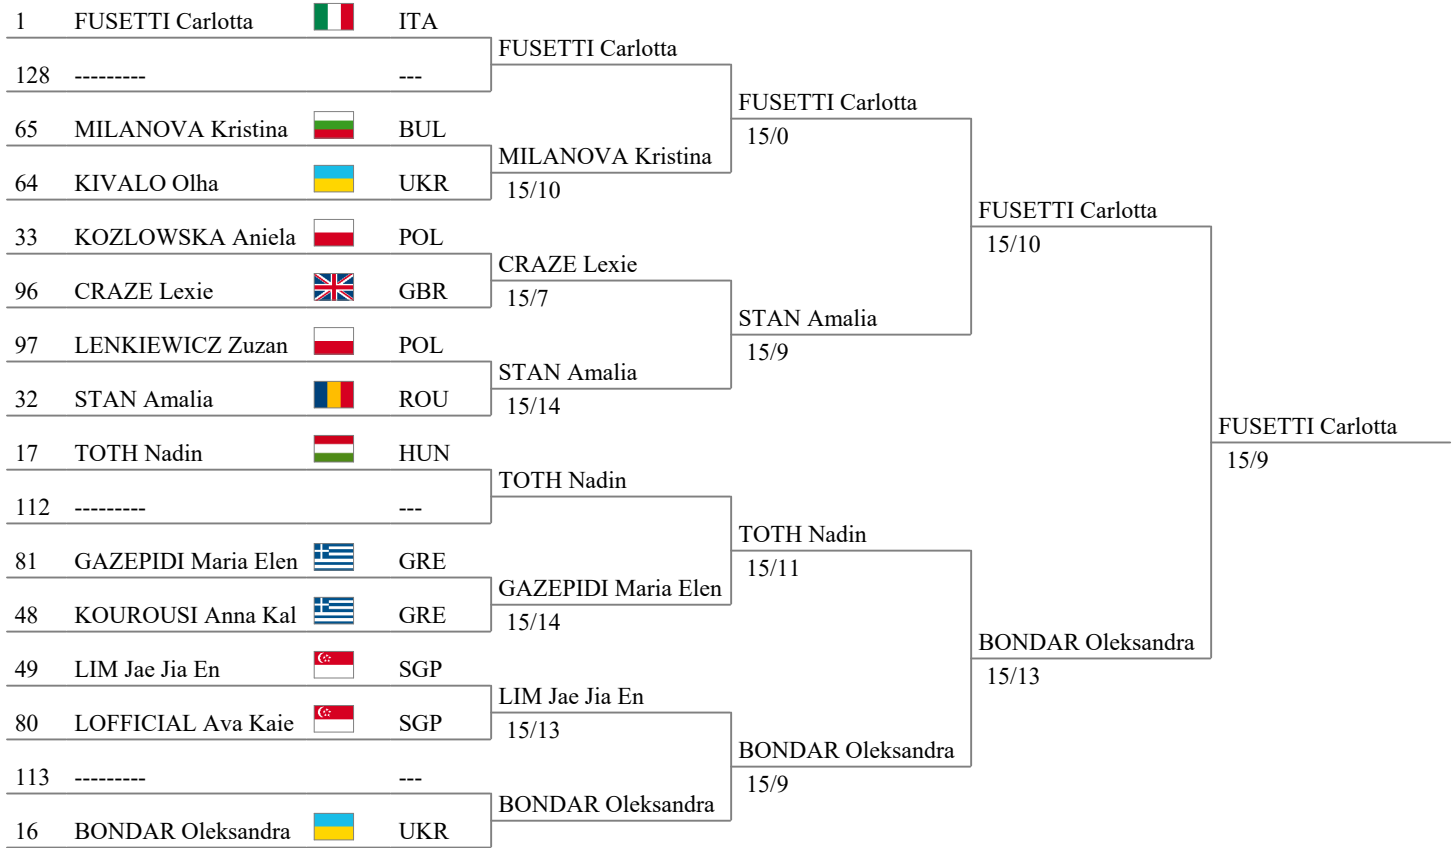 1 FUSETTI Carlotta ITA
128 --------- ---
65 MILANOVA Kristina BUL
64 KIVALO Olha UKR
33 KOZLOWSKA Aniela POL
96 CRAZE Lexie GBR
97 LENKIEWICZ Zuzan POL
32 STAN Amalia ROU
17 TOTH Nadin HUN
112 --------- ---
81 GAZEPIDI Maria Elen GRE
48 KOUROUSI Anna Kal GRE
49 LIM Jae Jia En SGP
80 LOFFICIAL Ava Kaie SGP
113 --------- ---
16 BONDAR Oleksandra UKR
FUSETTI Carlotta
MILANOVA Kristina
15/10
CRAZE Lexie
15/7
STAN Amalia
15/14
TOTH Nadin
GAZEPIDI Maria Elen
15/14
LIM Jae Jia En
15/13
BONDAR Oleksandra
FUSETTI Carlotta
15/0
STAN Amalia
15/9
TOTH Nadin
15/11
BONDAR Oleksandra
15/9
FUSETTI Carlotta
15/10
BONDAR Oleksandra
15/13
FUSETTI Carlotta
15/9